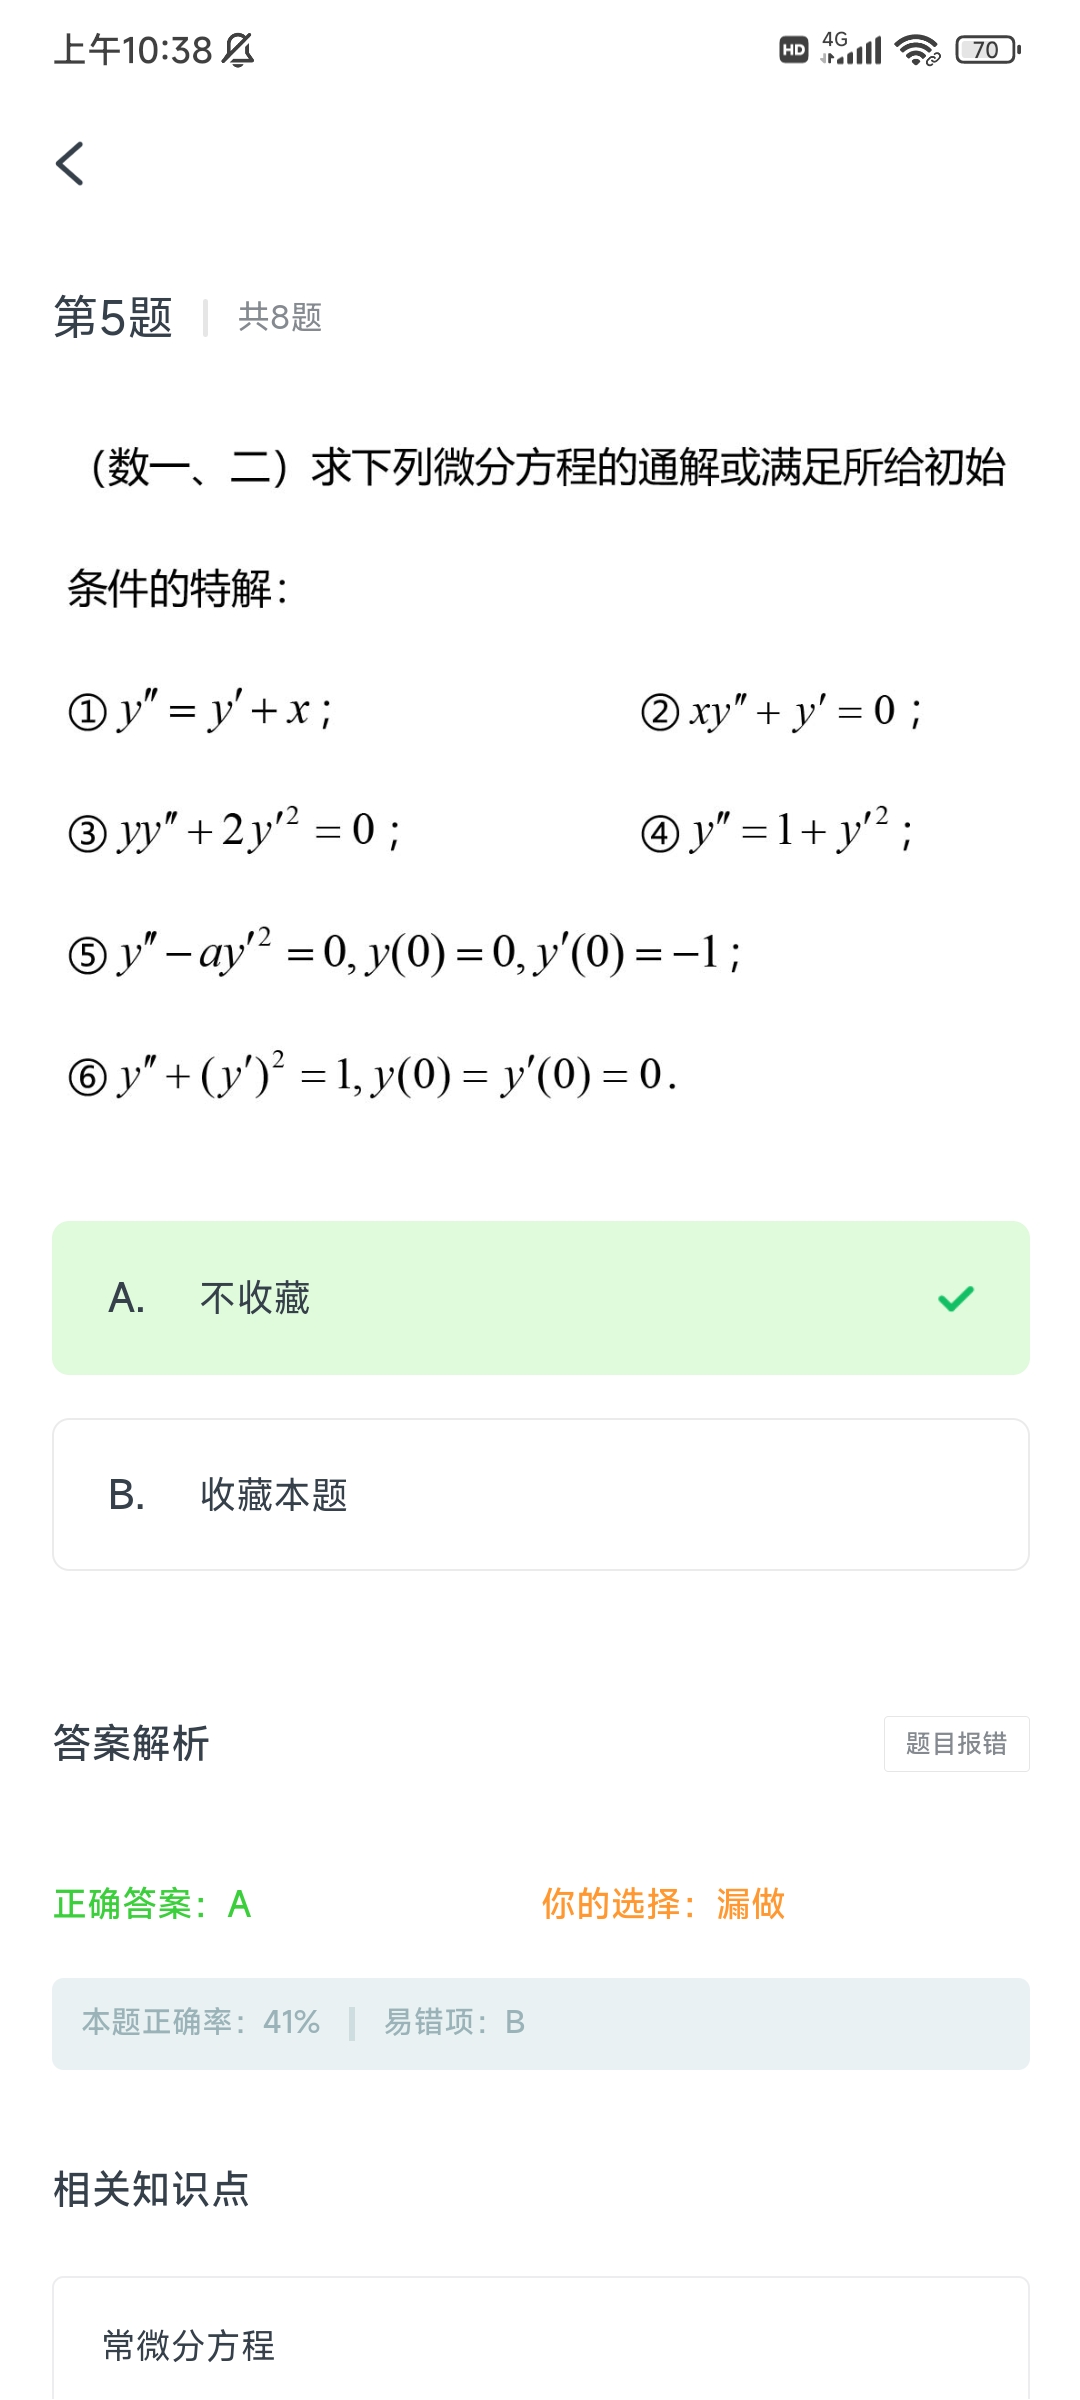 上午10:38
HD 4G 70
第5题 共8题
（数一、二）求下列微分方程的通解或满足所给初始
条件的特解：
① y″ = y′ + x； ② xy″ + y′ = 0；
③ yy″ + 2y′² = 0； ④ y″ = 1 + y′²；
⑤ y″ − ay′² = 0, y(0) = 0, y′(0) = −1；
⑥ y″ + (y′)² = 1, y(0) = y′(0) = 0.
A. 不收藏
B. 收藏本题
答案解析 题目报错
正确答案：A 你的选择：漏做
本题正确率：41% 易错项：B
相关知识点
常微分方程